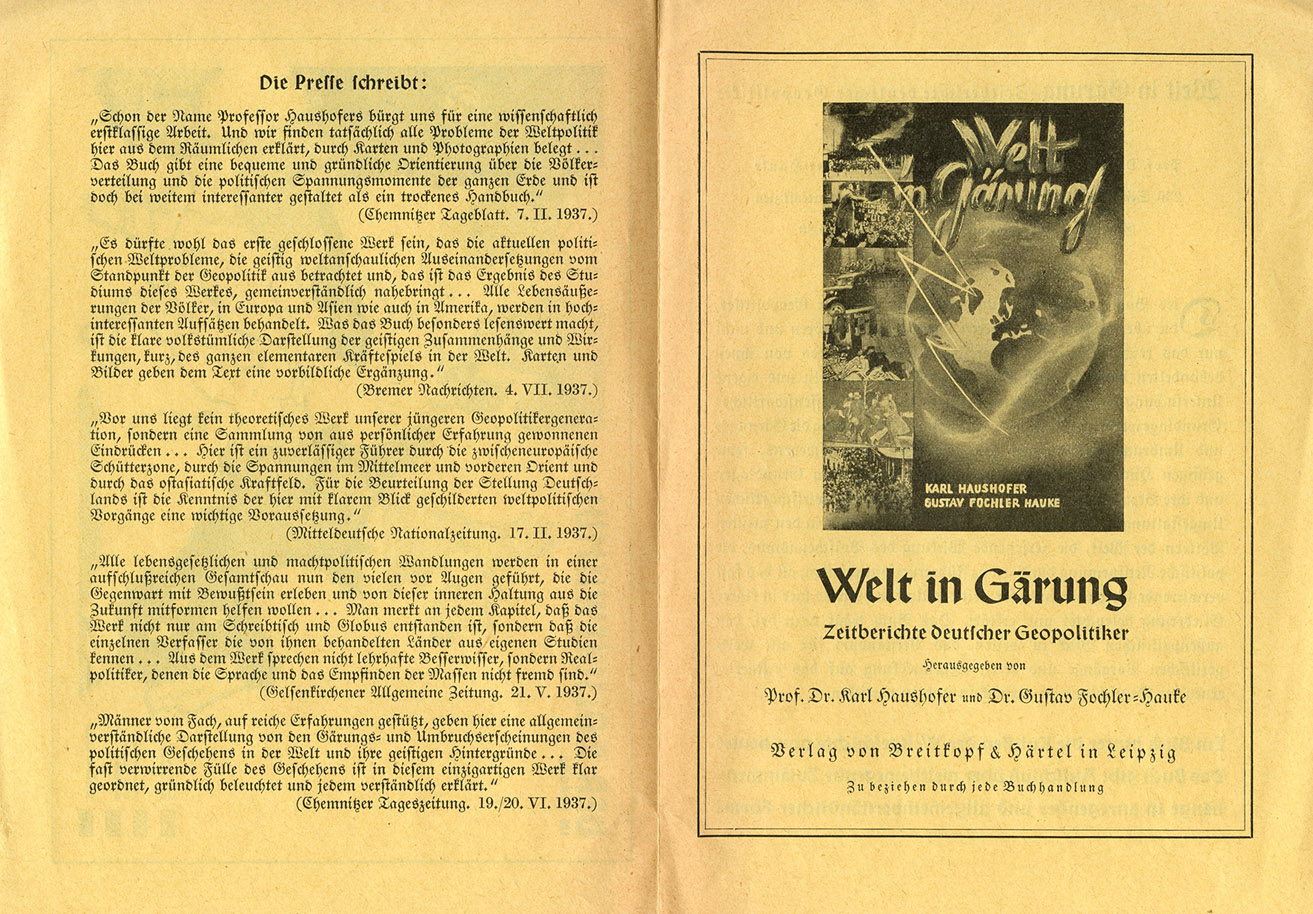 Die Presse schreibt:
„Schon der Name Professor Haushofers bürgt uns für eine wissenschaftlich
erstklassige Arbeit. Und wir finden tatsächlich alle Probleme der Weltpolitik
hier aus dem Räumlichen erklärt, durch Karten und Photographien belegt...
Das Buch gibt eine bequeme und gründliche Orientierung über die Völker-
verteilung und die politischen Spannungsmomente der ganzen Erde und ist
doch bei weitem interessanter gestaltet als ein trockenes Handbuch.“
(Chemnitzer Tageblatt. 7. II. 1937.)
„Es dürfte wohl das erste geschlossene Werk sein, das die aktuellen politi-
schen Weltprobleme, die geistig weltanschaulichen Auseinandersetzungen vom
Standpunkt der Geopolitik aus betrachtet und, das ist das Ergebnis des Stu-
diums dieses Werkes, gemeinverständlich nahebringt... Alle Lebensäuße-
rungen der Völker, in Europa und Asien wie auch in Amerika, werden in hoch-
interessanten Aufsätzen behandelt. Was das Buch besonders lesenswert macht,
ist die klare volkstümliche Darstellung der geistigen Zusammenhänge und Wir-
kungen, kurz, des ganzen elementaren Kräftespiels in der Welt. Karten und
Bilder geben dem Text eine vorbildliche Ergänzung.“
(Bremer Nachrichten. 4. VII. 1937.)
„Vor uns liegt kein theoretisches Werk unserer jüngeren Geopolitikergenera-
tion, sondern eine Sammlung von aus persönlicher Erfahrung gewonnenen
Eindrücken... Hier ist ein zuverlässiger Führer durch die zwischeneuropäische
Schütterzone, durch die Spannungen im Mittelmeer und vorderen Orient und
durch das ostasiatische Kraftfeld. Für die Beurteilung der Stellung Deutsch-
lands ist die Kenntnis der hier mit klarem Blick geschilderten weltpolitischen
Vorgänge eine wichtige Voraussetzung.“
(Mitteldeutsche Nationalzeitung. 17. II. 1937.)
„Alle lebensgesetzlichen und machtpolitischen Wandlungen werden in einer
aufschlußreichen Gesamtschau nun den vielen vor Augen geführt, die die
Gegenwart mit Bewußtsein erleben und von dieser inneren Haltung aus die
Zukunft mitformen helfen wollen... Man merkt an jedem Kapitel, daß das
Werk nicht nur am Schreibtisch und Globus entstanden ist, sondern daß die
einzelnen Verfasser die von ihnen behandelten Länder aus eigenen Studien
kennen... Aus dem Werk sprechen nicht lehrhafte Besserwisser, sondern Real-
politiker, denen die Sprache und das Empfinden der Massen nicht fremd sind.“
(Gelsenkirchener Allgemeine Zeitung. 21. V. 1937.)
„Männer vom Fach, auf reiche Erfahrungen gestützt, geben hier eine allgemein-
verständliche Darstellung von den Gärungs- und Umbruchserscheinungen des
politischen Geschehens in der Welt und ihre geistigen Hintergründe... Die
fast verwirrende Fülle des Geschehens ist in diesem einzigartigen Werk klar
geordnet, gründlich beleuchtet und jedem verständlich erklärt.“
(Chemnitzer Tageszeitung. 19./20. VI. 1937.)
Welt
in Gärung
KARL HAUSHOFER
GUSTAV FOCHLER HAUKE
Welt in Gärung
Zeitberichte deutscher Geopolitiker
Herausgegeben von
Prof. Dr. Karl Haushofer und Dr. Gustav Fochler-Hauke
Verlag von Breitkopf & Härtel in Leipzig
Zu beziehen durch jede Buchhandlung